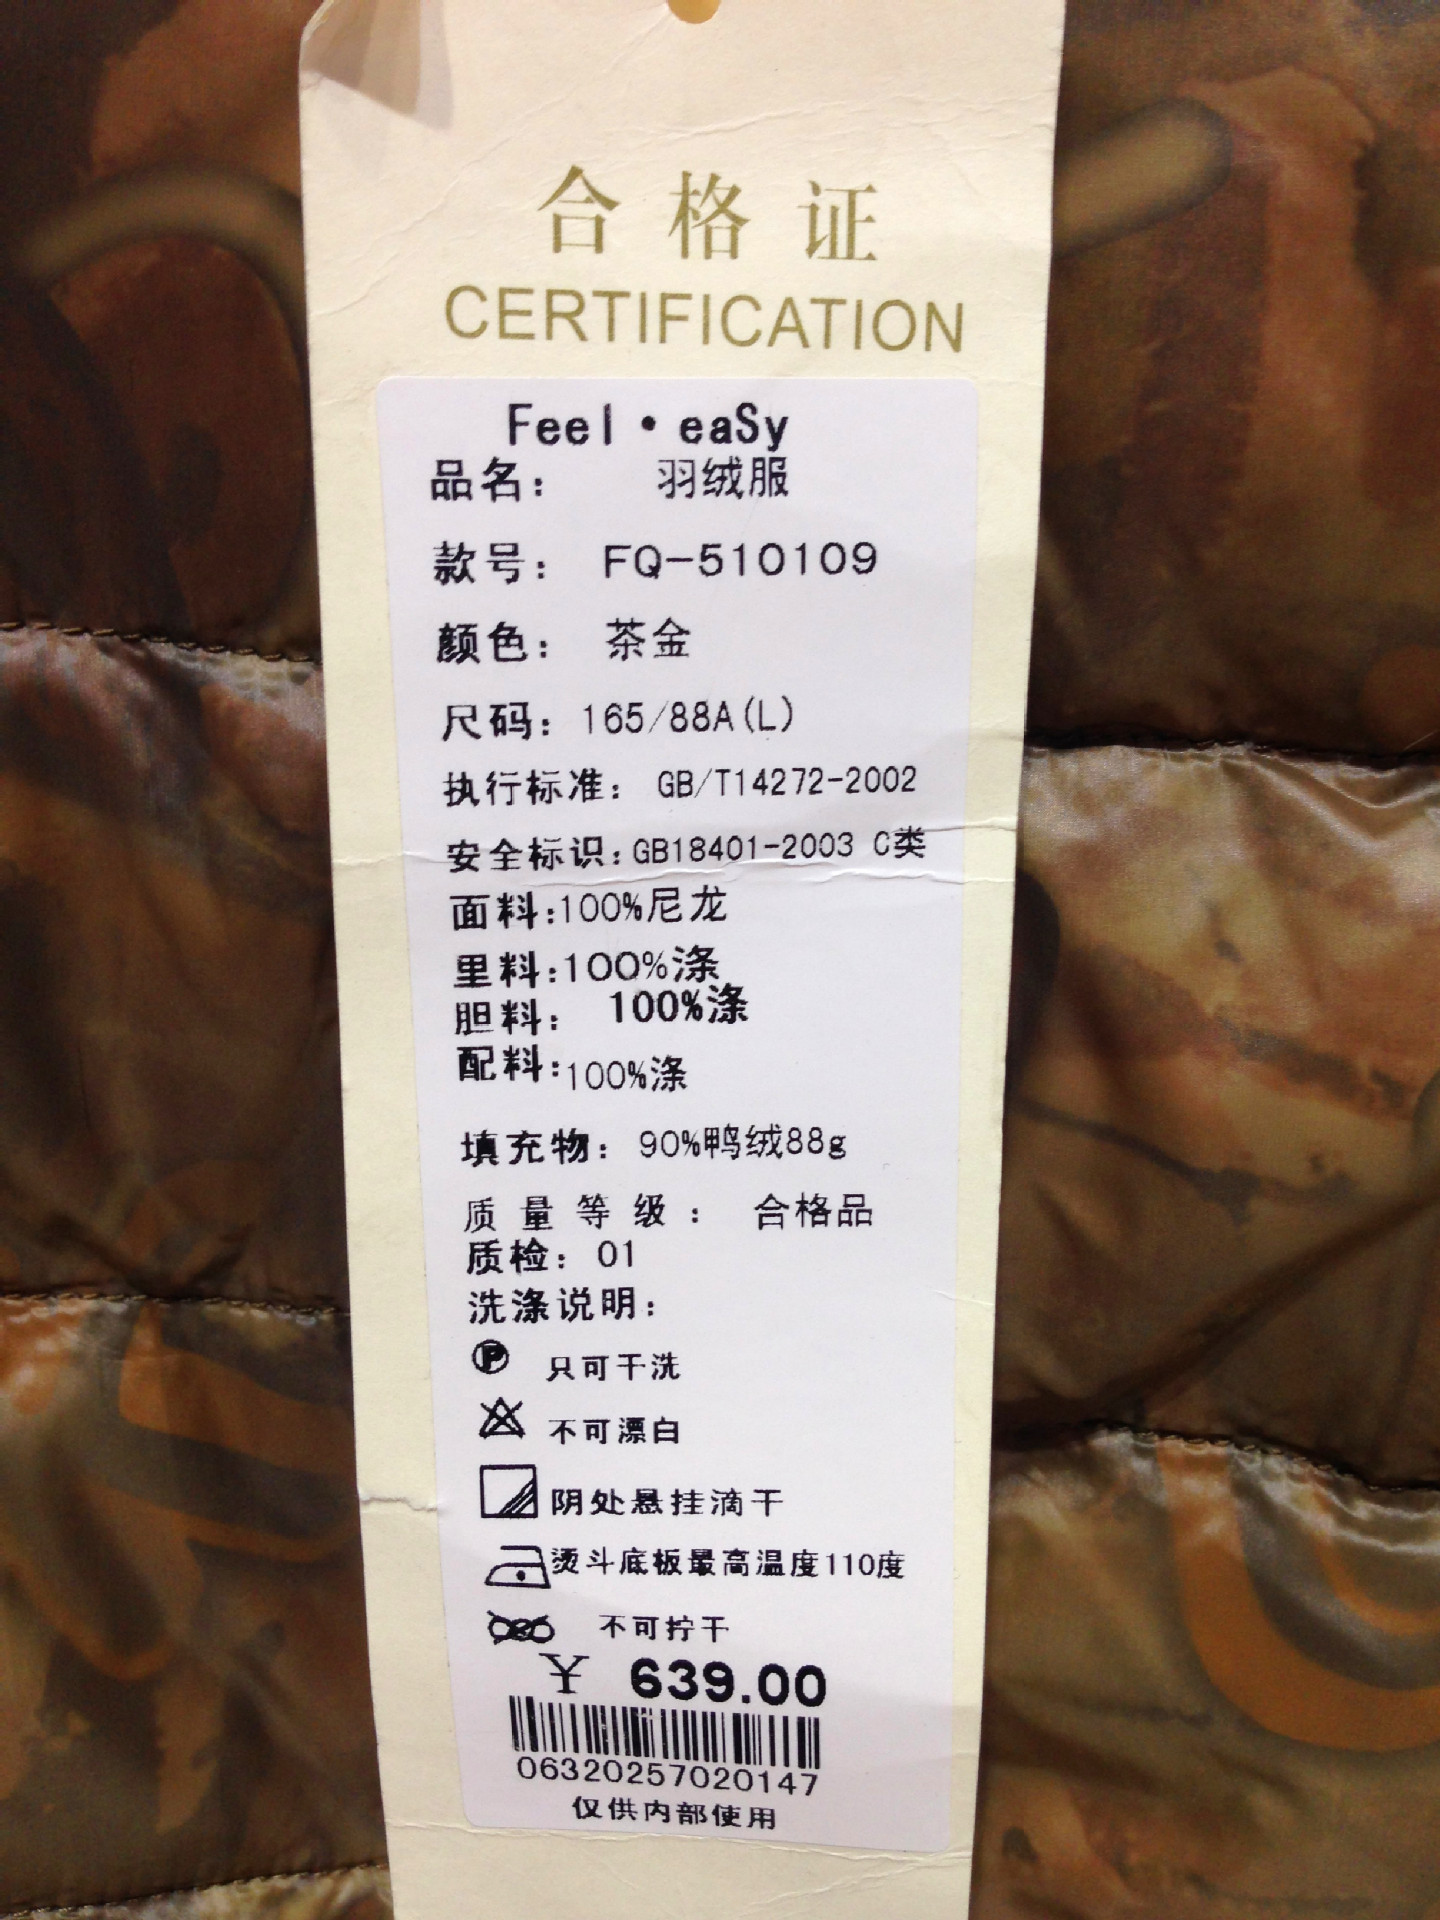 合格证
CERTIFICATION
Feel·eaSy
品名： 羽绒服
款号： FQ-510109
颜色： 茶金
尺码：165/88A(L)
执行标准： GB/T14272-2002
安全标识：GB18401-2003 C类
面料：100%尼龙
里料：100%涤
胆料： 100%涤
配料：100%涤
填充物： 90%鸭绒88g
质量等级： 合格品
质检：01
洗涤说明：
P 只可干洗
不可漂白
阴处悬挂滴干
烫斗底板最高温度110度
不可拧干
¥ 639.00
06320257020147
仅供内部使用